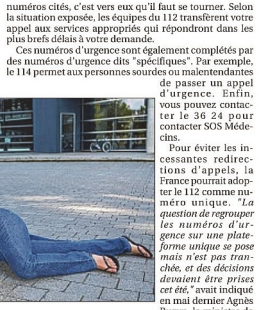 numéros cités, c'est vers eux qu'il faut se tourner. Selon
la situation exposée, les équipes du 112 transfèrent votre
appel aux services appropriés qui répondront dans les
plus brefs délais à votre demande.
Ces numéros d'urgence sont également complétés par
des numéros d'urgence dits "spécifiques". Par exemple,
le 114 permet aux personnes sourdes ou malentendantes
de passer un appel
d'urgence. Enfin,
vous pouvez contac-
ter le 36 24 pour
contacter SOS Méde-
cins.
Pour éviter les in-
cessantes redirec-
tions d'appels, la
France pourrait adop-
ter le 112 comme nu-
méro unique. "La
question de regrouper
les numéros d'ur-
gence sur une plate-
forme unique se pose
mais n'est pas tran-
chée, et des décisions
devaient être prises
cet été," avait indiqué
en mai dernier Agnès